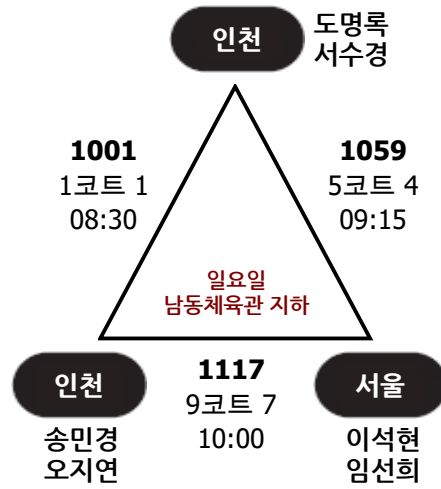 인천
도명록
서수경
1001
1코트 1
08:30
1059
5코트 4
09:15
일요일
남동체육관 지하
인천
송민경
오지연
1117
9코트 7
10:00
서울
이석현
임선희